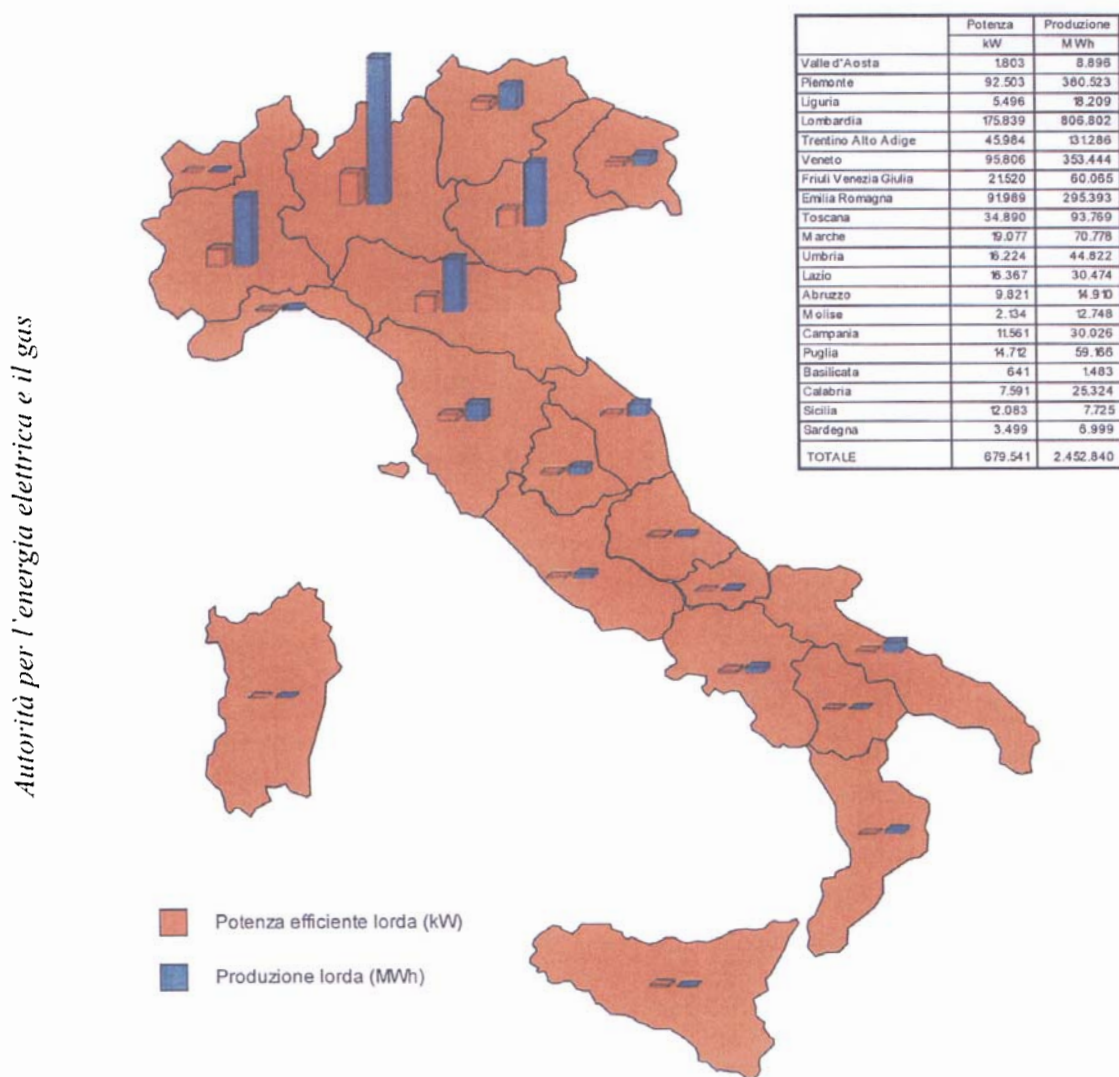 Autorità per l'energia elettrica e il gas
Potenza Produzione
kW MWh
Valle d'Aosta 1.803 8.896
Piemonte 92.503 380.523
Liguria 5.496 18.209
Lombardia 175.839 806.802
Trentino Alto Adige 45.984 131.286
Veneto 95.806 353.444
Friuli Venezia Giulia 21.520 60.065
Emilia Romagna 91.989 295.393
Toscana 34.890 93.769
Marche 19.077 70.778
Umbria 16.224 44.822
Lazio 16.367 30.474
Abruzzo 9.821 14.910
Molise 2.134 12.748
Campania 11.561 30.026
Puglia 14.712 59.166
Basilicata 641 1.483
Calabria 7.591 25.324
Sicilia 12.083 7.725
Sardegna 3.499 6.999
TOTALE 679.541 2.452.840
Potenza efficiente lorda (kW)
Produzione lorda (MWh)